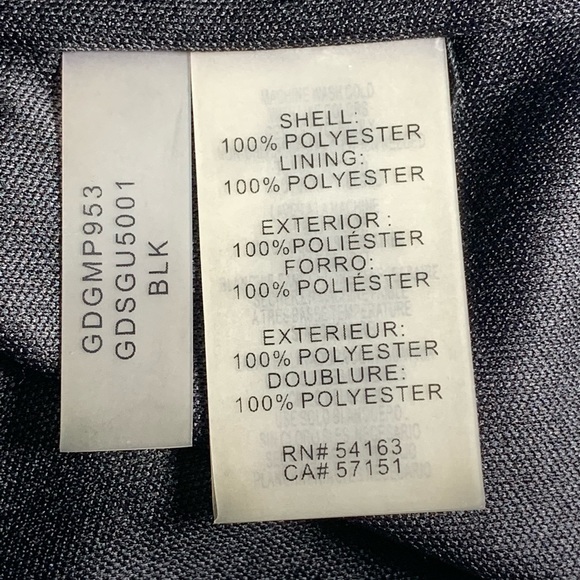 GDGMP953
GDSGU5001
BLK
SHELL:
100% POLYESTER
LINING:
100% POLYESTER
EXTERIOR :
100%POLIÉSTER
FORRO:
100% POLIÉSTER
EXTERIEUR:
100% POLYESTER
DOUBLURE:
100% POLYESTER
RN# 54163
CA# 57151